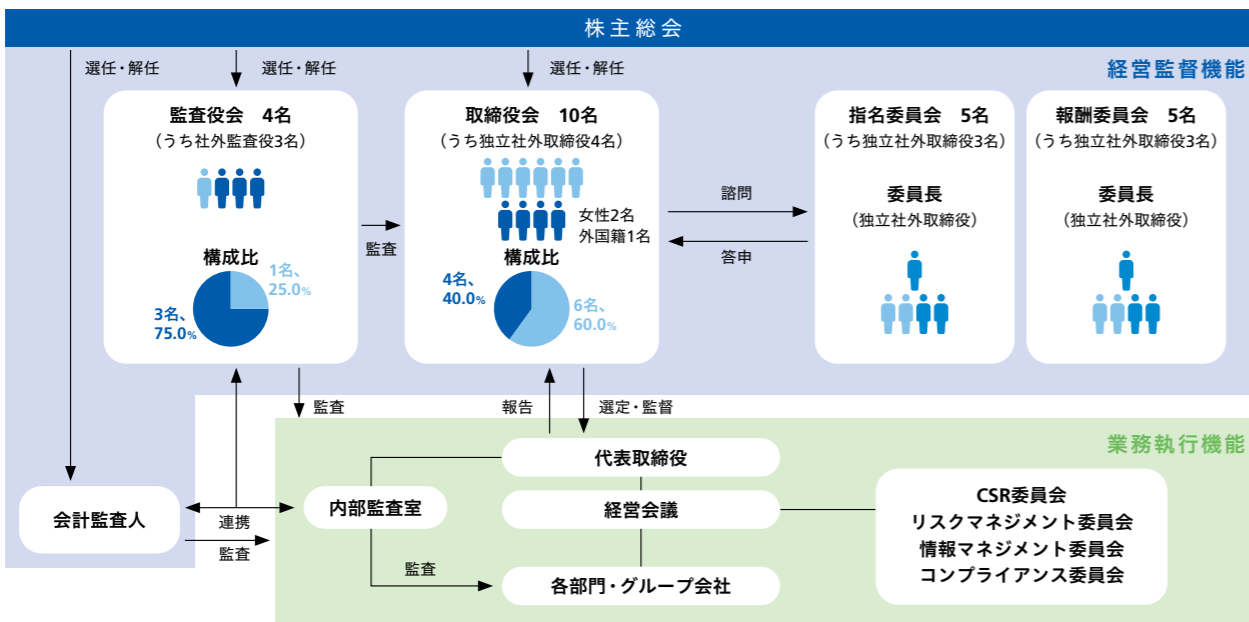 株主総会
選任・解任
選任・解任
選任・解任
経営監督機能
監査役会 4名
（うち社外監査役3名）
構成比
1名、
25.0%
3名、
75.0%
監査
取締役会 10名
（うち独立社外取締役4名）
女性2名
外国籍1名
構成比
4名、
40.0%
6名、
60.0%
諮問
答申
指名委員会 5名
（うち独立社外取締役3名）
委員長
（独立社外取締役）
報酬委員会 5名
（うち独立社外取締役3名）
委員長
（独立社外取締役）
監査
報告
選定・監督
業務執行機能
代表取締役
会計監査人
連携
監査
内部監査室
経営会議
監査
各部門・グループ会社
CSR委員会
リスクマネジメント委員会
情報マネジメント委員会
コンプライアンス委員会